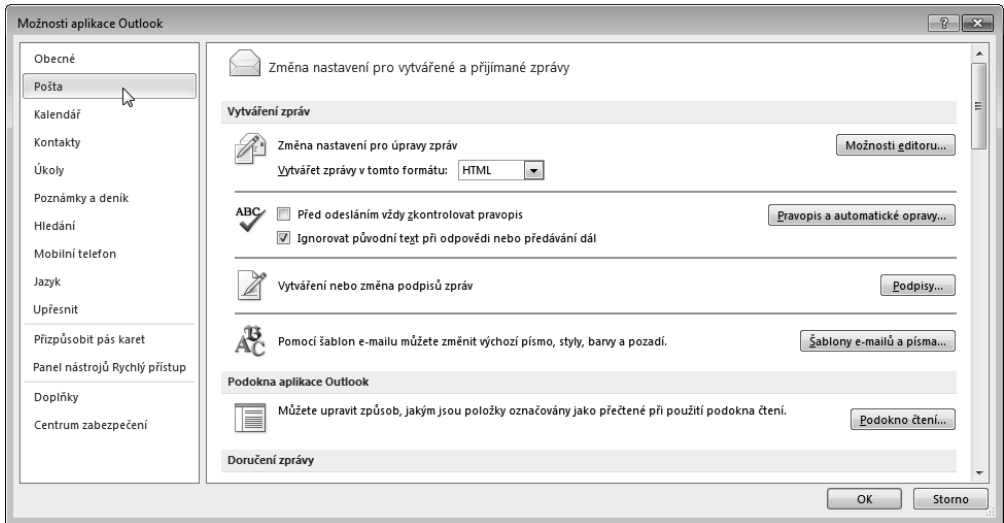 Možnosti aplikace Outlook
Obecné
Pošta
Kalendář
Kontakty
Úkoly
Poznámky a deník
Hledání
Mobilní telefon
Jazyk
Upřesnit
Přizpůsobit pás karet
Panel nástrojů Rychlý přístup
Doplňky
Centrum zabezpečení
Změna nastavení pro vytvářené a přijímané zprávy
Vytváření zpráv
Změna nastavení pro úpravy zpráv
Možnosti editoru...
Vytvářet zprávy v tomto formátu: HTML
ABC
Před odesláním vždy zkontrolovat pravopis
Pravopis a automatické opravy...
Ignorovat původní text při odpovědi nebo předávání dál
Vytváření nebo změna podpisů zpráv
Podpisy...
Pomocí šablon e-mailu můžete změnit výchozí písmo, styly, barvy a pozadí.
Šablony e-mailů a písma...
Podokna aplikace Outlook
Můžete upravit způsob, jakým jsou položky označovány jako přečtené při použití podokna čtení.
Podokno čtení...
Doručení zprávy
OK
Storno